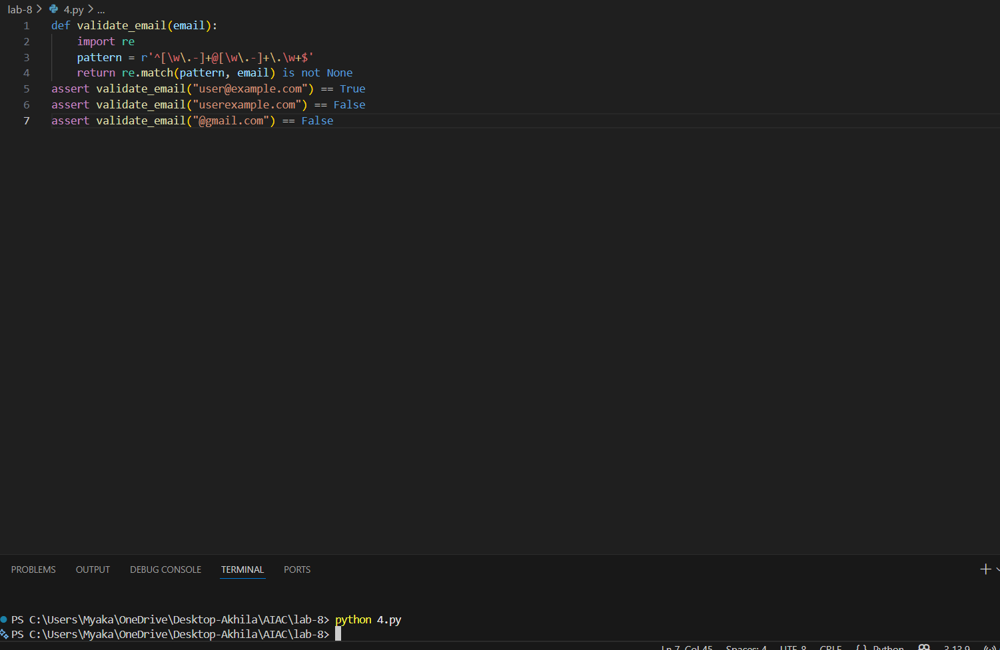 lab-8 > 4.py > ...
1 def validate_email(email):
2     import re
3     pattern = r'^[\w\.-]+@[\w\.-]+\.\w+$'
4     return re.match(pattern, email) is not None
5 assert validate_email("user@example.com") == True
6 assert validate_email("userexample.com") == False
7 assert validate_email("@gmail.com") == False
PROBLEMS OUTPUT DEBUG CONSOLE TERMINAL PORTS
PS C:\Users\Myaka\OneDrive\Desktop-Akhila\AIAC\lab-8> python 4.py
PS C:\Users\Myaka\OneDrive\Desktop-Akhila\AIAC\lab-8>
Ln 7, Col 45 Spaces: 4 UTF-8 CRLF { } Python 3.13.9